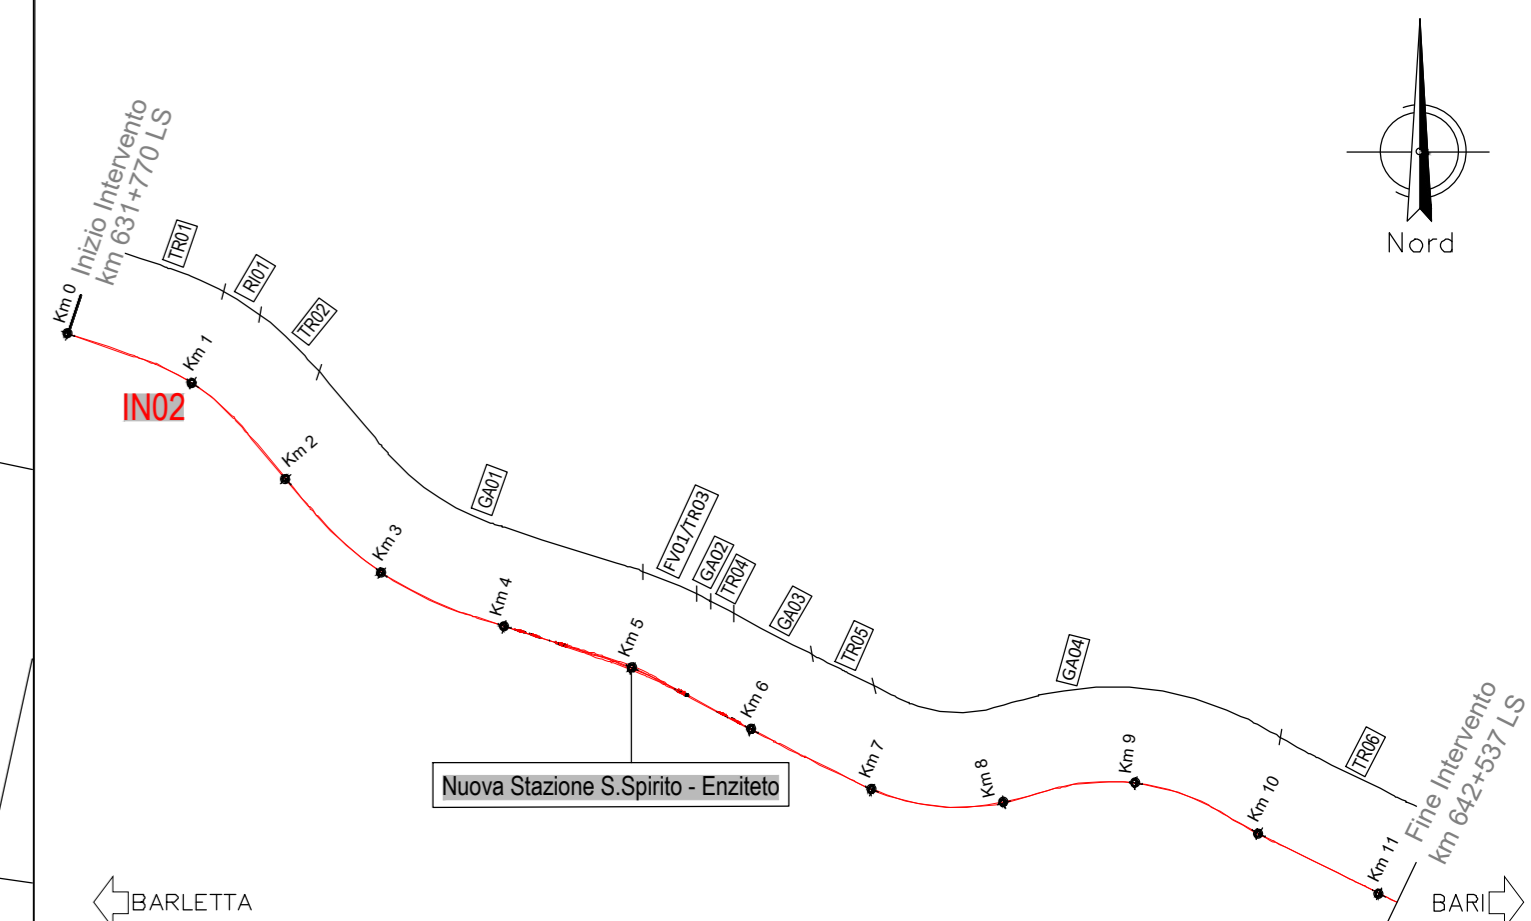 Inizio Intervento
km 631+770 LS
Nord
TR01
RI01
TR02
Km 0
Km 1
IN02
Km 2
GA01
Km 3
FV01/TR03
GA02
TR04
Km 4
GA03
Km 5
TR05
GA04
Km 6
Nuova Stazione S.Spirito - Enziteto
Km 7
Km 8
Km 9
TR06
Km 10
Fine Intervento
km 642+537 LS
Km 11
BARLETTA
BARI